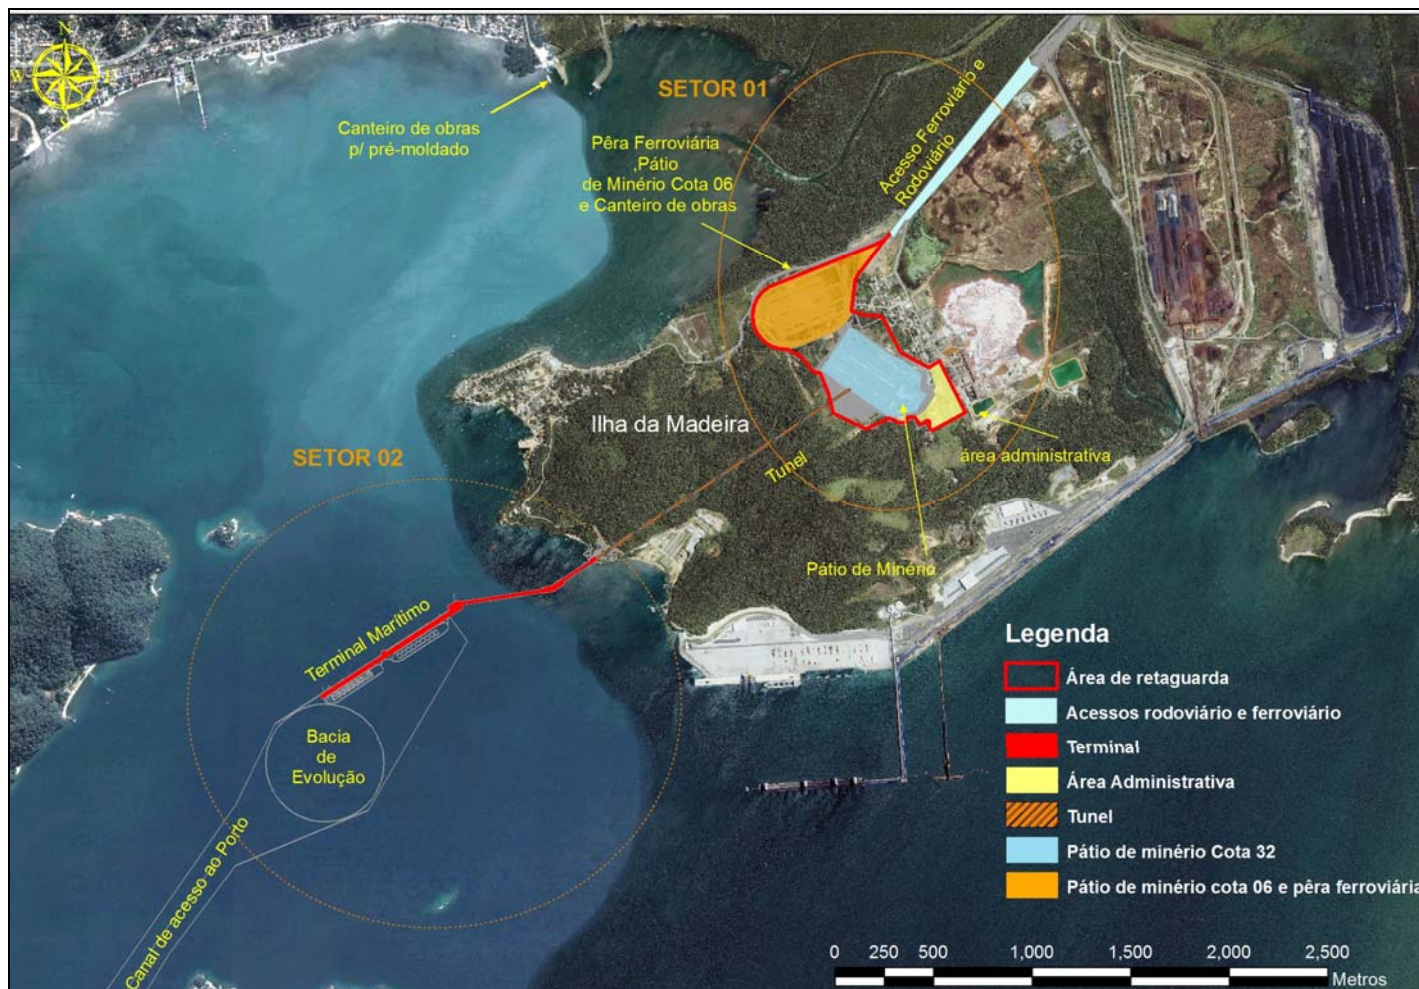 N
W
E
S
SETOR 01
Canteiro de obras
p/ pré-moldado
Pêra Ferroviária
,Pátio
de Minério Cota 06
e Canteiro de obras
Acesso Ferroviário e
Rodoviário
Ilha da Madeira
SETOR 02
Tunel
área administrativa
Pátio de Minério
Terminal Marítimo
Bacia
de
Evolução
Canal de acesso ao Porto
Legenda
Área de retaguarda
Acessos rodoviário e ferroviário
Terminal
Área Administrativa
Tunel
Pátio de minério Cota 32
Pátio de minério cota 06 e pêra ferroviária
0 250 500 1,000 1,500 2,000 2,500
Metros